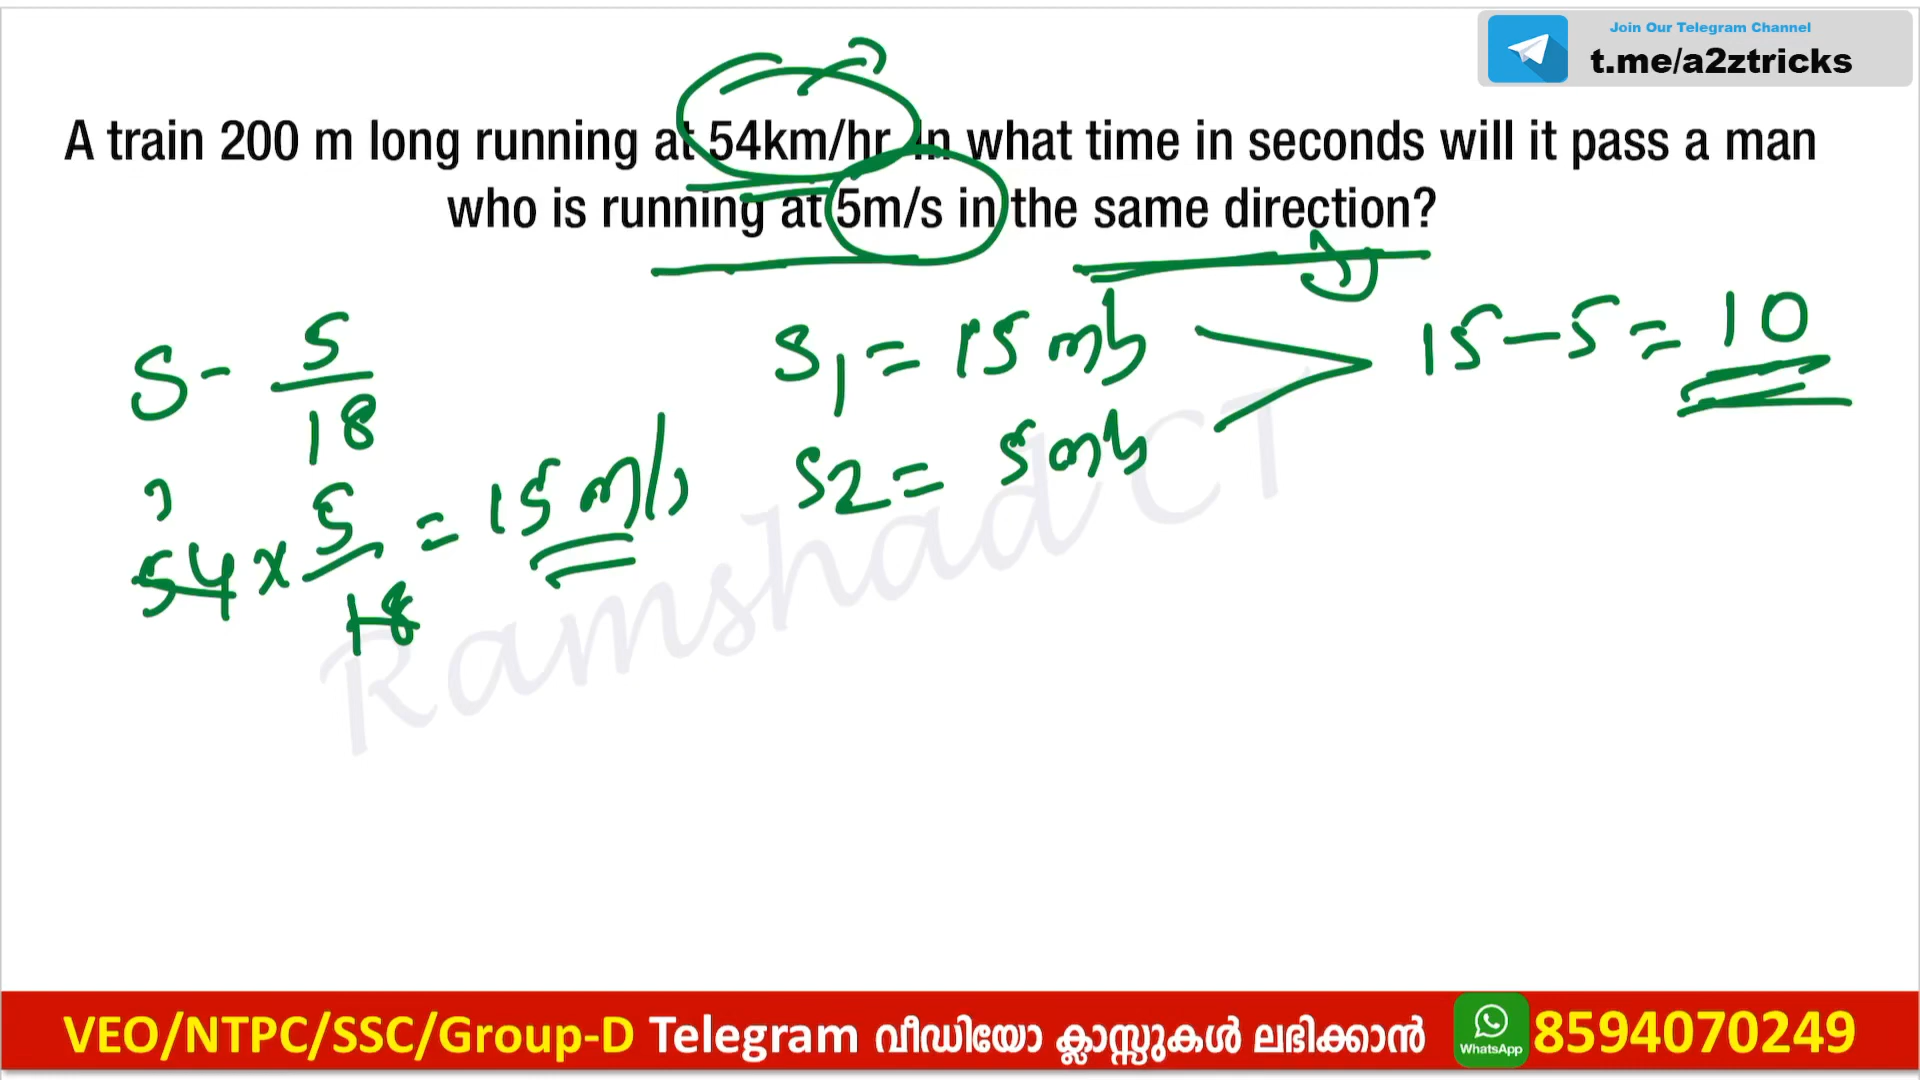 Join Our Telegram Channel
t.me/a2ztricks
A train 200 m long running at 54km/hr In what time in seconds will it pass a man
who is running at 5m/s in the same direction?
S - 5/18
54 x 5/18 = 15 m/s
3
S1 = 15 m/s
S2 = 5 m/s
15 - 5 = 10
Ramshad CT
VEO/NTPC/SSC/Group-D Telegram വീഡിയോ ക്ലാസ്സുകൾ ലഭിക്കാൻ WhatsApp 8594070249